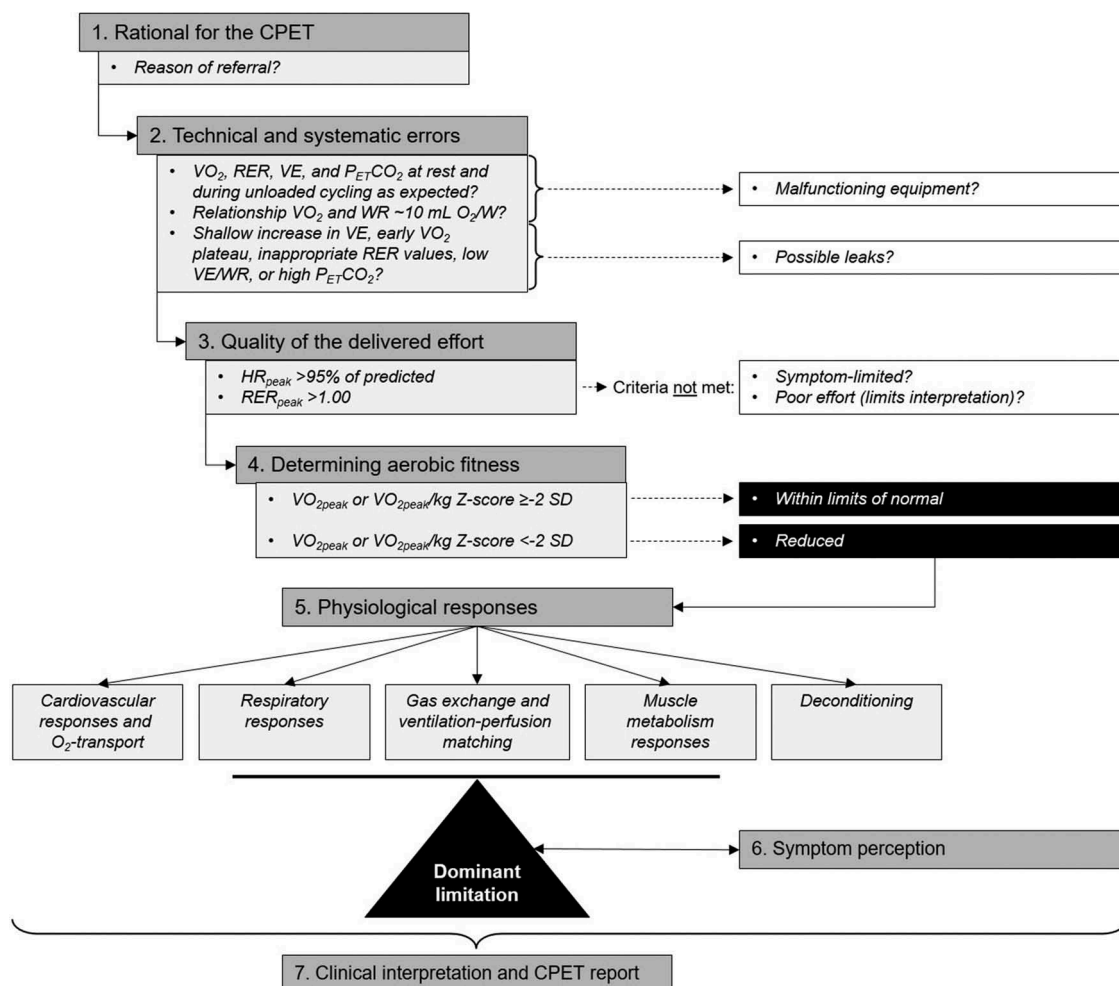 1. Rational for the CPET
• Reason of referral?
2. Technical and systematic errors
• VO₂, RER, VE, and PETCO₂ at rest and
during unloaded cycling as expected?
• Relationship VO₂ and WR ~10 mL O₂/W?
• Shallow increase in VE, early VO₂
plateau, inappropriate RER values, low
VE/WR, or high PETCO₂?
• Malfunctioning equipment?
• Possible leaks?
3. Quality of the delivered effort
• HRpeak >95% of predicted
• RERpeak >1.00
Criteria not met:
• Symptom-limited?
• Poor effort (limits interpretation)?
4. Determining aerobic fitness
• VO2peak or VO2peak/kg Z-score ≥-2 SD
• Within limits of normal
• VO2peak or VO2peak/kg Z-score <-2 SD
• Reduced
5. Physiological responses
Cardiovascular
responses and
O₂-transport
Respiratory
responses
Gas exchange and
ventilation-perfusion
matching
Muscle
metabolism
responses
Deconditioning
Dominant
limitation
6. Symptom perception
7. Clinical interpretation and CPET report